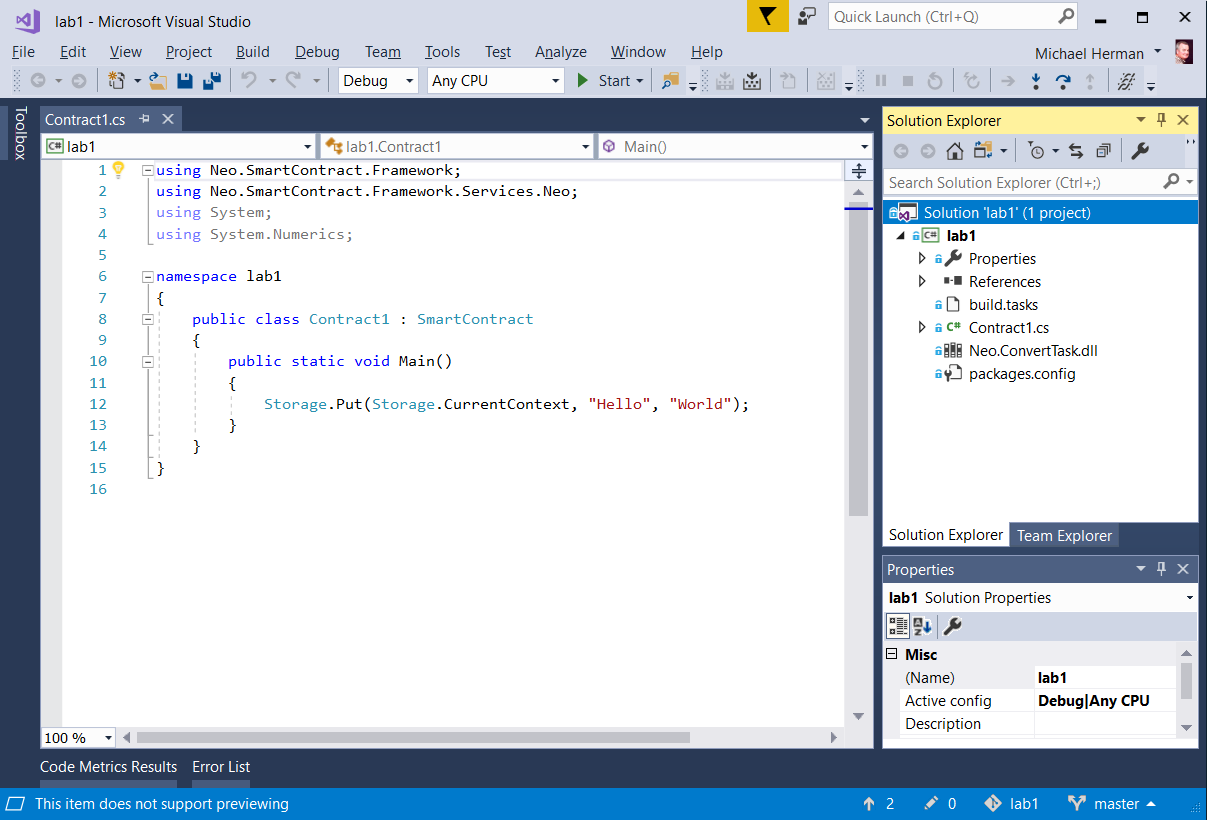 lab1 - Microsoft Visual Studio
Quick Launch (Ctrl+Q)
File Edit View Project Build Debug Team Tools Test Analyze Window Help
Michael Herman
Debug Any CPU Start
Toolbox
Contract1.cs
C# lab1 lab1.Contract1 Main()
1 using Neo.SmartContract.Framework;
2 using Neo.SmartContract.Framework.Services.Neo;
3 using System;
4 using System.Numerics;
5
6 namespace lab1
7 {
8 public class Contract1 : SmartContract
9 {
10 public static void Main()
11 {
12 Storage.Put(Storage.CurrentContext, "Hello", "World");
13 }
14 }
15 }
16
100 %
Solution Explorer
Search Solution Explorer (Ctrl+;)
Solution 'lab1' (1 project)
C# lab1
Properties
References
build.tasks
C# Contract1.cs
Neo.ConvertTask.dll
packages.config
Solution Explorer Team Explorer
Properties
lab1 Solution Properties
A Z
Misc
(Name) lab1
Active config Debug|Any CPU
Description
Code Metrics Results Error List
This item does not support previewing
2 0 lab1 master